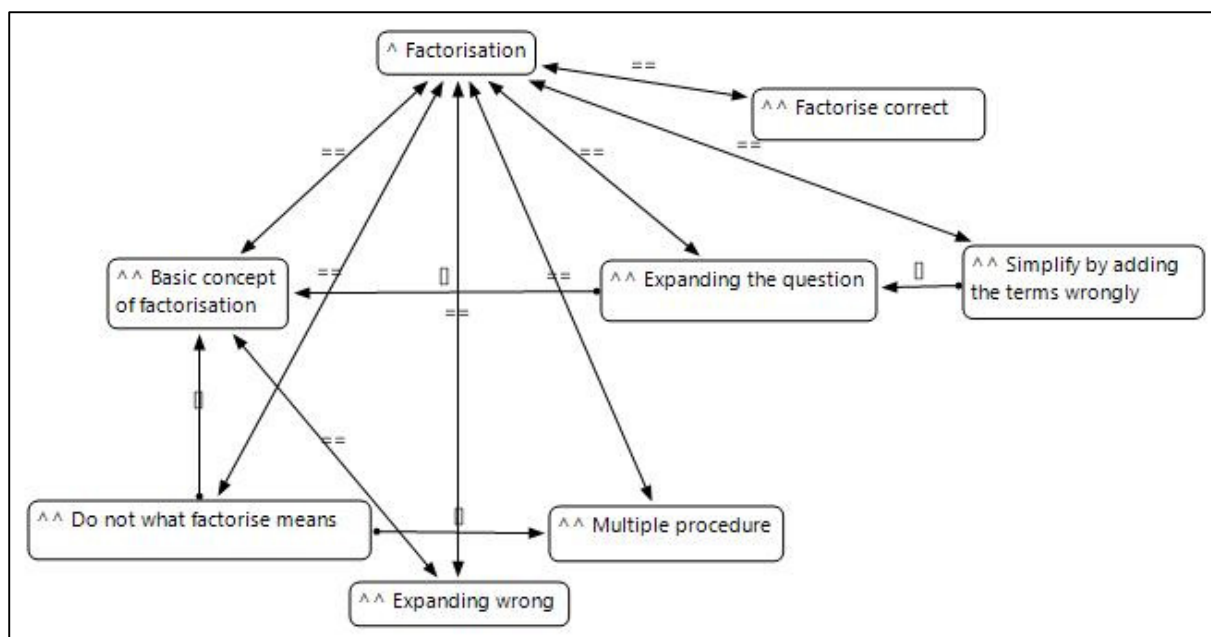 ^ Factorisation
==
^ ^ Factorise correct
==
==
==
^ ^ Basic concept
of factorisation
==
[]
==
==
^ ^ Expanding the question
[]
^ ^ Simplify by adding
the terms wrongly
[]
==
^ ^ Do not what factorise means
[]
^ ^ Multiple procedure
^ ^ Expanding wrong